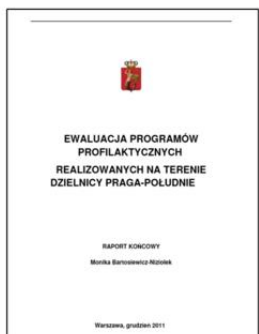 EWALUACJA PROGRAMÓW
PROFILAKTYCZNYCH
REALIZOWANYCH NA TERENIE
DZIELNICY PRAGA-POŁUDNIE
RAPORT KOŃCOWY
Monika Bartosiewicz-Niziołek
Warszawa, grudzień 2011